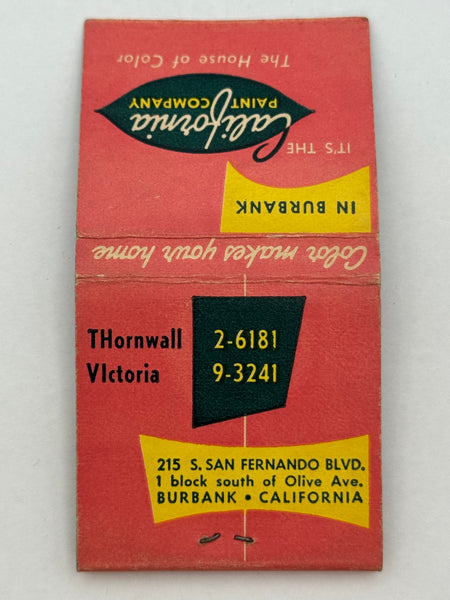 IT'S THE
California
PAINT COMPANY
The House of Color
IN BURBANK
Color makes your home
THornwall 2-6181
VIctoria 9-3241
215 S. SAN FERNANDO BLVD.
1 block south of Olive Ave.
BURBANK • CALIFORNIA